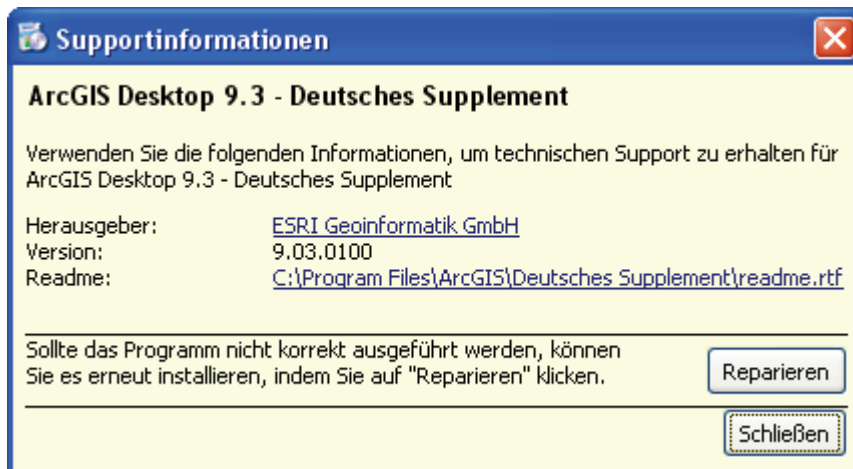 Supportinformationen
ArcGIS Desktop 9.3 - Deutsches Supplement
Verwenden Sie die folgenden Informationen, um technischen Support zu erhalten für
ArcGIS Desktop 9.3 - Deutsches Supplement
Herausgeber: ESRI Geoinformatik GmbH
Version: 9.03.0100
Readme: C:\Program Files\ArcGIS\Deutsches Supplement\readme.rtf
Sollte das Programm nicht korrekt ausgeführt werden, können
Sie es erneut installieren, indem Sie auf "Reparieren" klicken.
Reparieren
Schließen